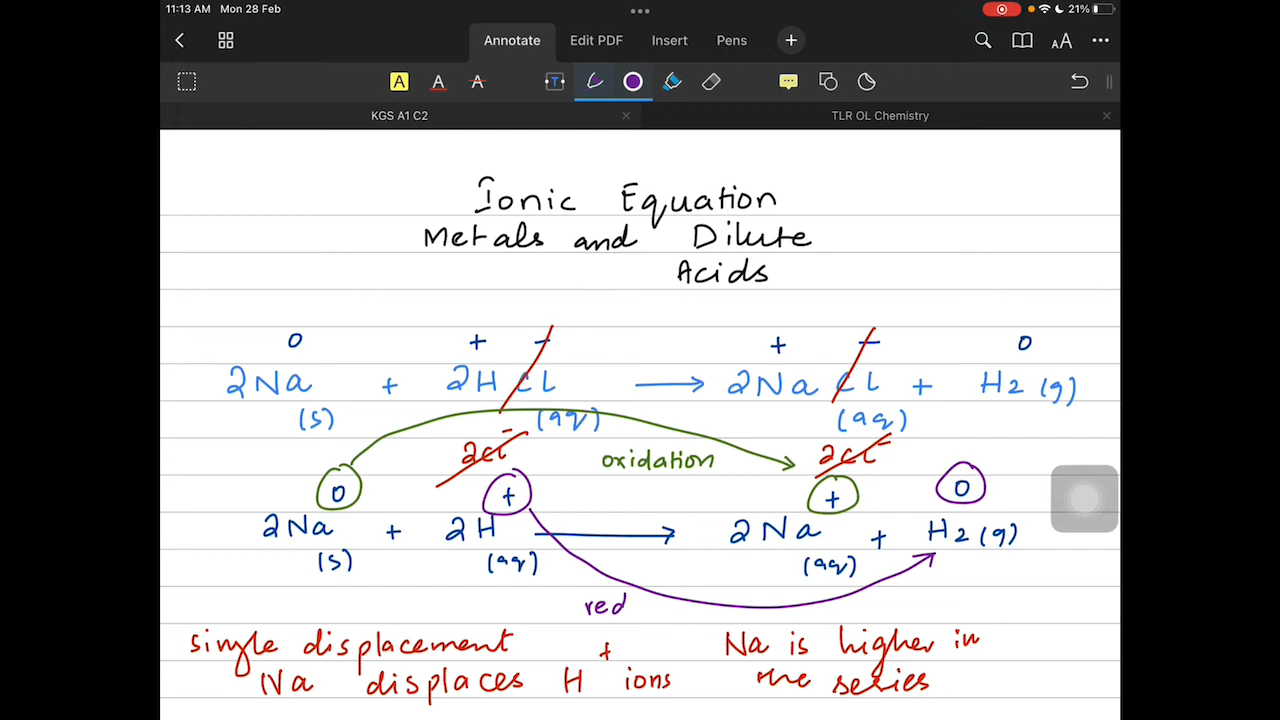 11:13 AM Mon 28 Feb
21%
Annotate Edit PDF Insert Pens
KGS A1 C2
TLR OL Chemistry
Ionic Equation
Metals and Dilute
Acids
0 + − + − 0
2Na + 2HCl → 2NaCl + H2 (g)
(s) (aq) (aq)
2Cl⁻ oxidation 2Cl⁻
0 + + 0
2Na + 2H → 2Na + H2 (g)
(s) (aq) (aq)
red
single displacement + Na is higher in
Na displaces H ions the series